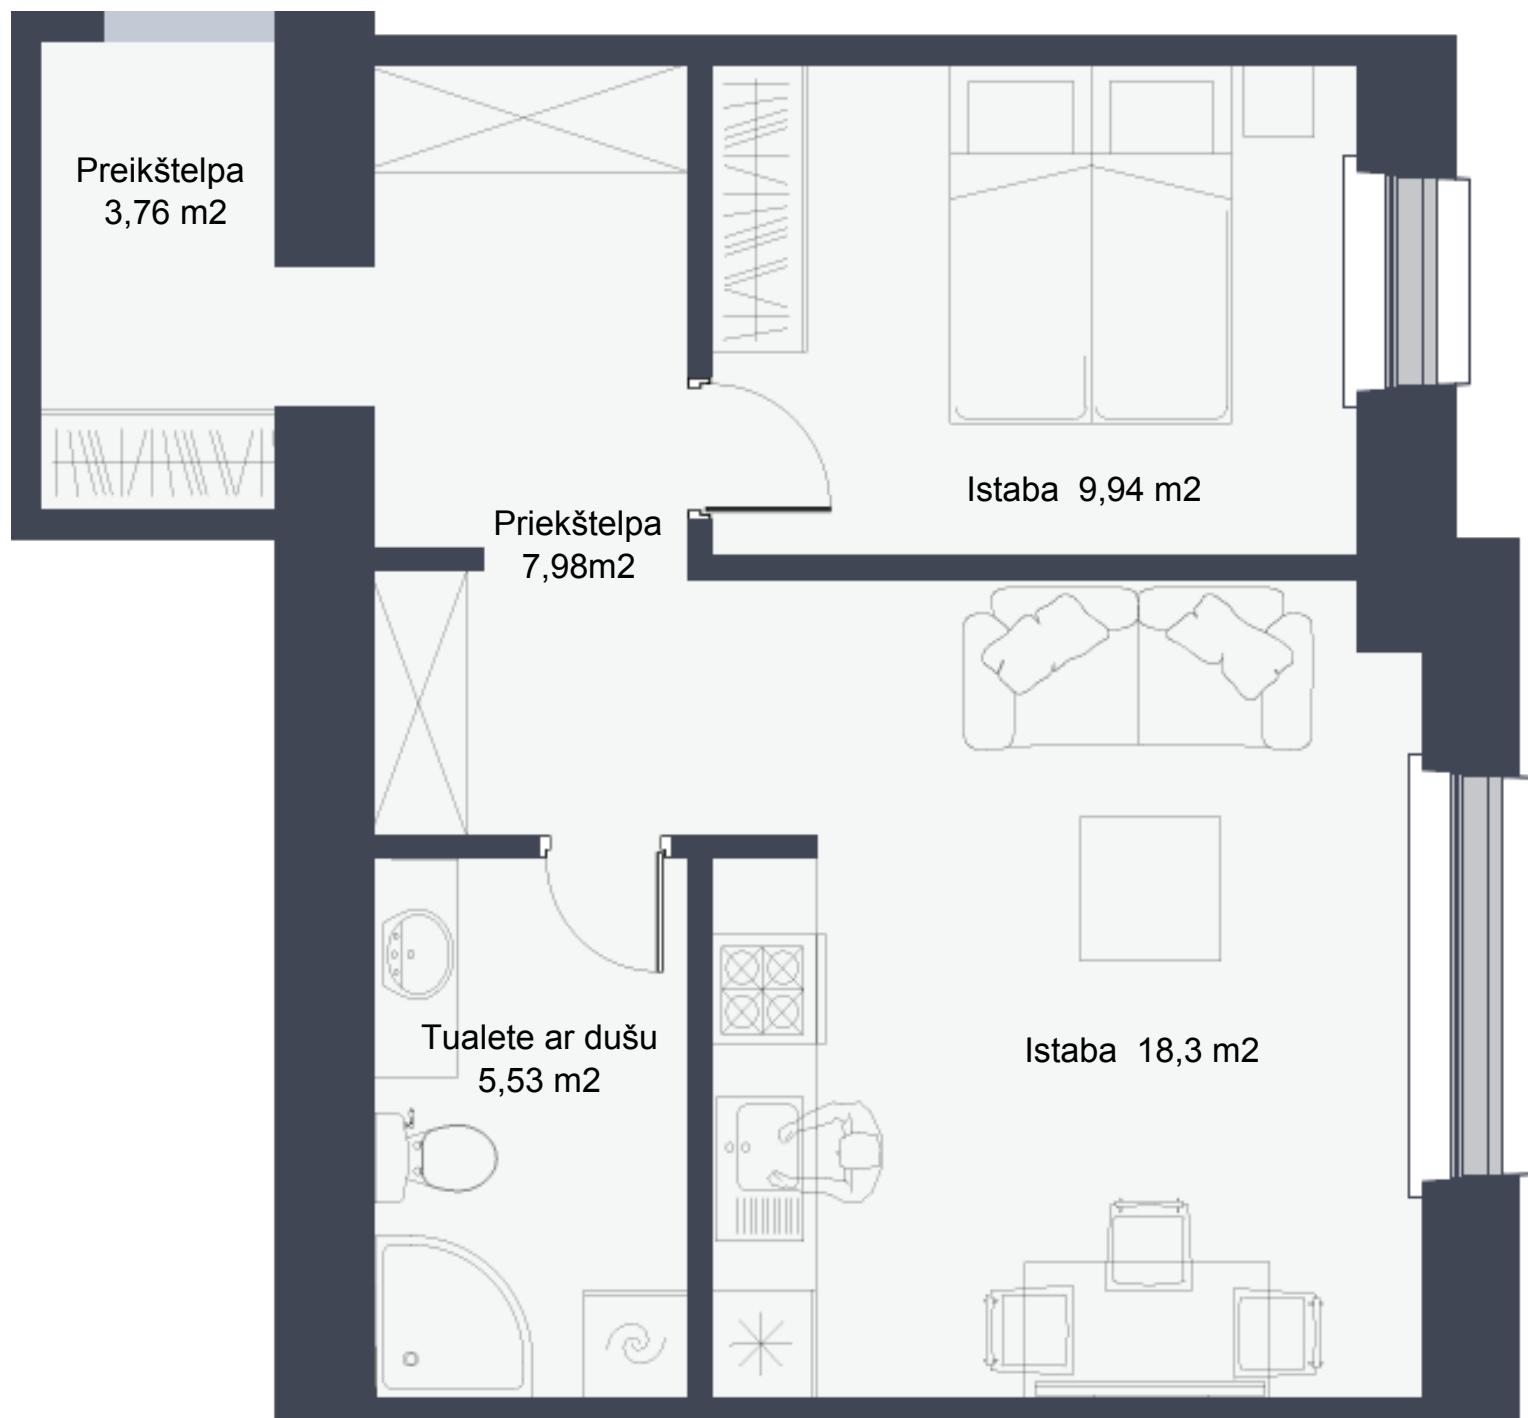 Preikštelpa
3,76 m2
Istaba  9,94 m2
Priekštelpa
7,98m2
Tualete ar dušu
5,53 m2
Istaba  18,3 m2